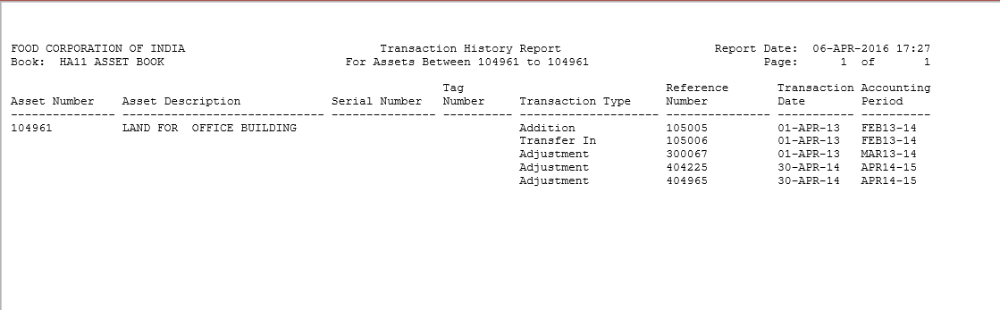 FOOD CORPORATION OF INDIA Transaction History Report Report Date: 06-APR-2016 17:27
Book: HA11 ASSET BOOK For Assets Between 104961 to 104961 Page: 1 of 1
Tag Reference Transaction Accounting
Asset Number Asset Description Serial Number Number Transaction Type Number Date Period
--------------- ----------------------------- --------------- ---------- -------------------- --------------- ----------- ----------
104961 LAND FOR OFFICE BUILDING Addition 105005 01-APR-13 FEB13-14
Transfer In 105006 01-APR-13 FEB13-14
Adjustment 300067 01-APR-13 MAR13-14
Adjustment 404225 30-APR-14 APR14-15
Adjustment 404965 30-APR-14 APR14-15